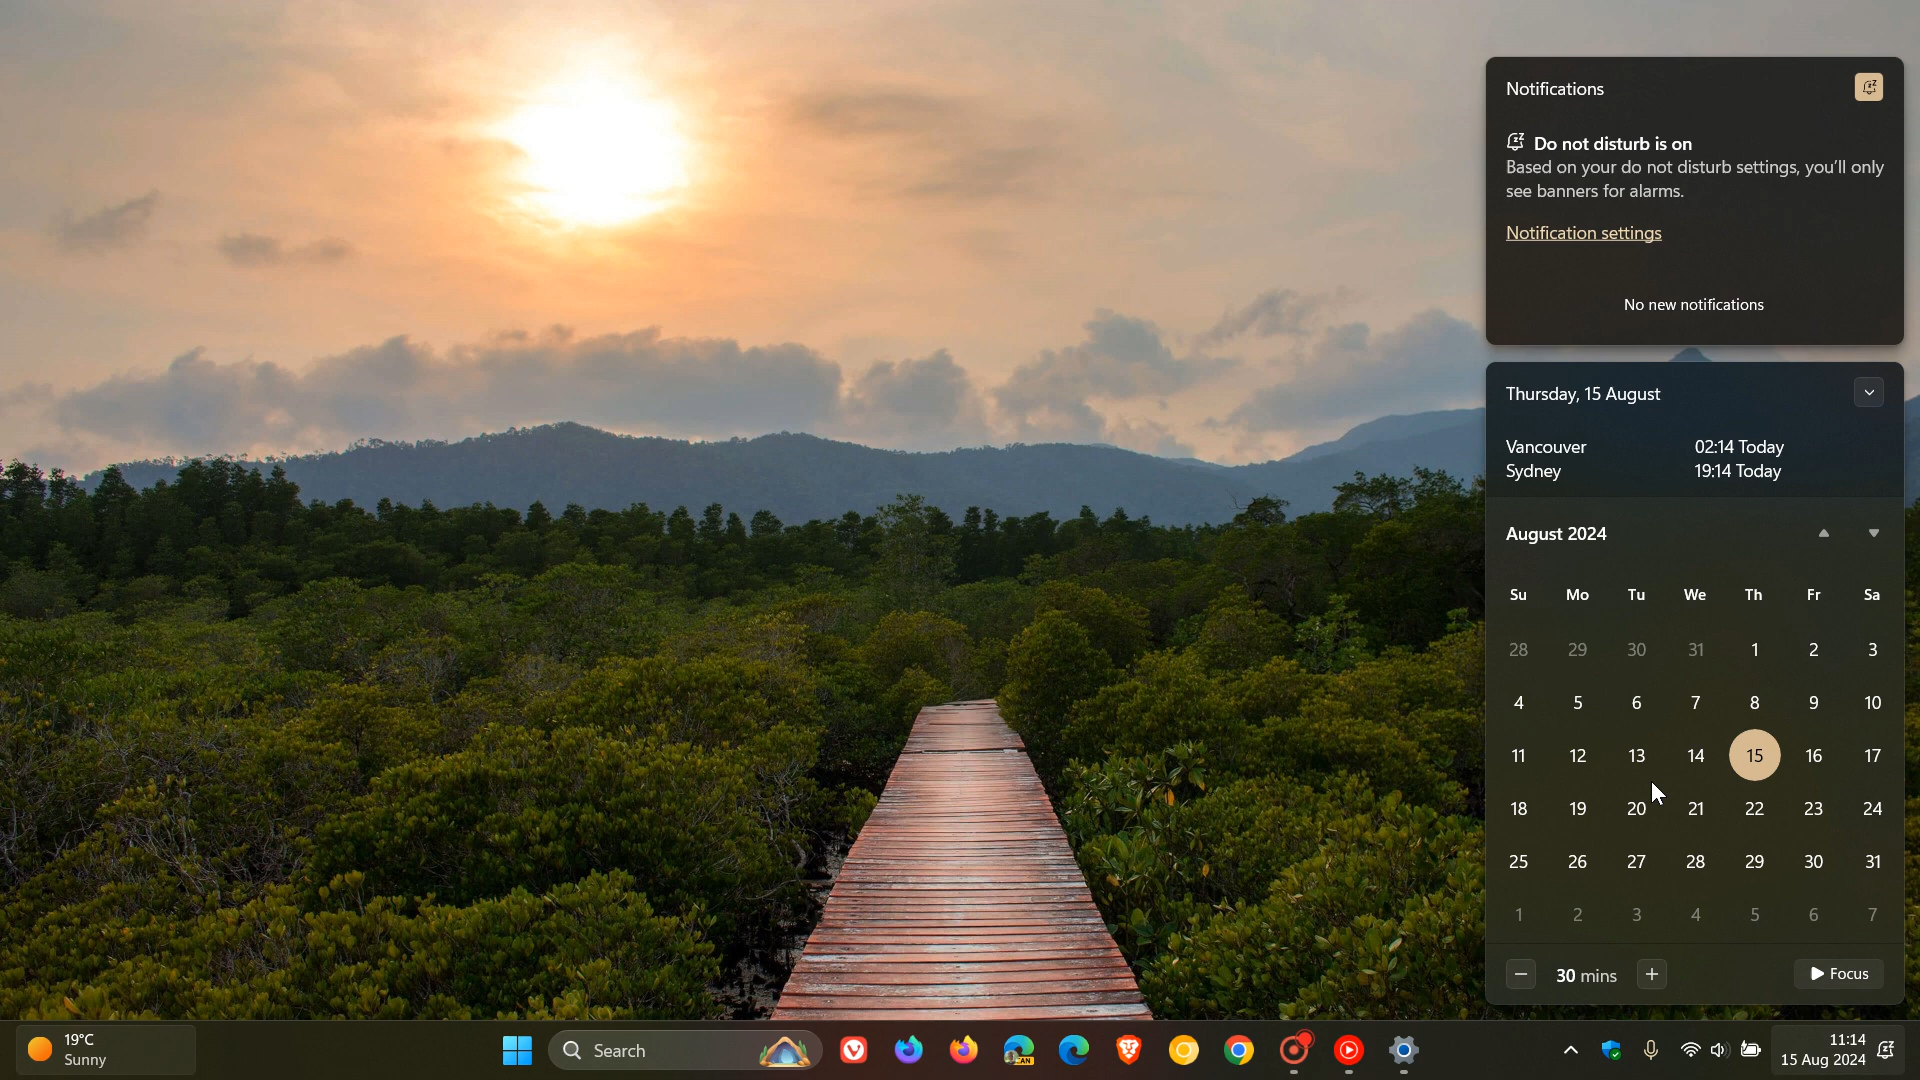 Notifications
Do not disturb is on
Based on your do not disturb settings, you'll only
see banners for alarms.
Notification settings
No new notifications
Thursday, 15 August
Vancouver 02:14 Today
Sydney 19:14 Today
August 2024
Su Mo Tu We Th Fr Sa
28 29 30 31 1 2 3
4 5 6 7 8 9 10
11 12 13 14 15 16 17
18 19 20 21 22 23 24
25 26 27 28 29 30 31
1 2 3 4 5 6 7
30 mins Focus
19°C
Sunny
Search
CAN
11:14
15 Aug 2024